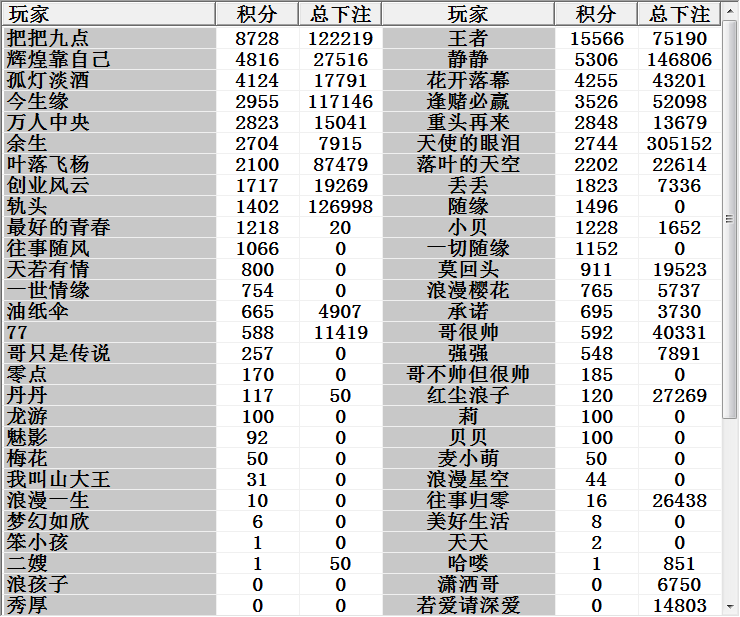 玩家 积分 总下注 玩家 积分 总下注
把把九点 8728 122219 王者 15566 75190
辉煌靠自己 4816 27516 静静 5306 146806
孤灯淡酒 4124 17791 花开落幕 4255 43201
今生缘 2955 117146 逢赌必赢 3526 52098
万人中央 2823 15041 重头再来 2848 13679
余生 2704 7915 天使的眼泪 2744 305152
叶落飞杨 2100 87479 落叶的天空 2202 22614
创业风云 1717 19269 丢丢 1823 7336
轨头 1402 126998 随缘 1496 0
最好的青春 1218 20 小贝 1228 1652
往事随风 1066 0 一切随缘 1152 0
天若有情 800 0 莫回头 911 19523
一世情缘 754 0 浪漫樱花 765 5737
油纸伞 665 4907 承诺 695 3730
77 588 11419 哥很帅 592 40331
哥只是传说 257 0 强强 548 7891
零点 170 0 哥不帅但很帅 185 0
丹丹 117 50 红尘浪子 120 27269
龙游 100 0 莉 100 0
魅影 92 0 贝贝 100 0
梅花 50 0 麦小萌 50 0
我叫山大王 31 0 浪漫星空 44 0
浪漫一生 10 0 往事归零 16 26438
梦幻如欣 6 0 美好生活 8 0
笨小孩 1 0 天天 2 0
二嫂 1 50 哈喽 1 851
浪孩子 0 0 潇洒哥 0 6750
秀厚 0 0 若爱请深爱 0 14803